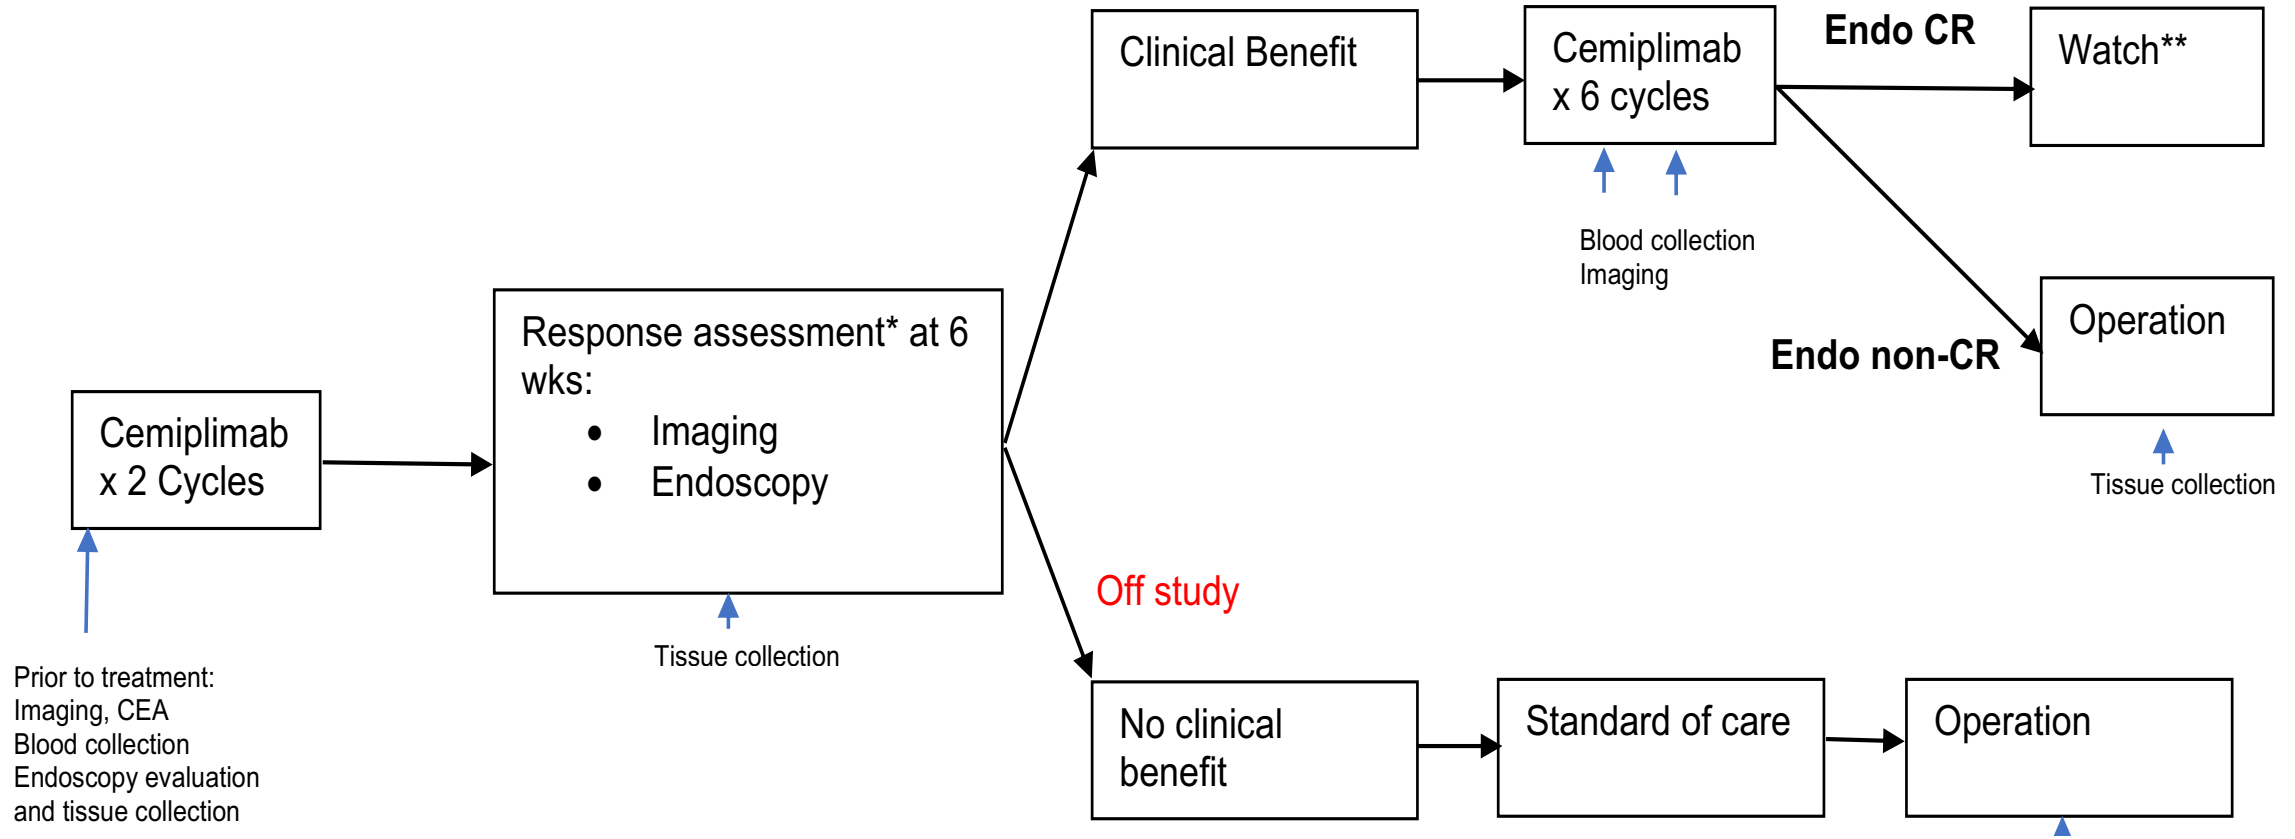 Clinical Benefit
Cemiplimab
x 6 cycles
Endo CR
Watch**
Blood collection
Imaging
Endo non-CR
Operation
Tissue collection
Response assessment* at 6
wks:
• Imaging
• Endoscopy
Cemiplimab
x 2 Cycles
Tissue collection
Off study
Prior to treatment:
Imaging, CEA
Blood collection
Endoscopy evaluation
and tissue collection
No clinical
benefit
Standard of care
Operation